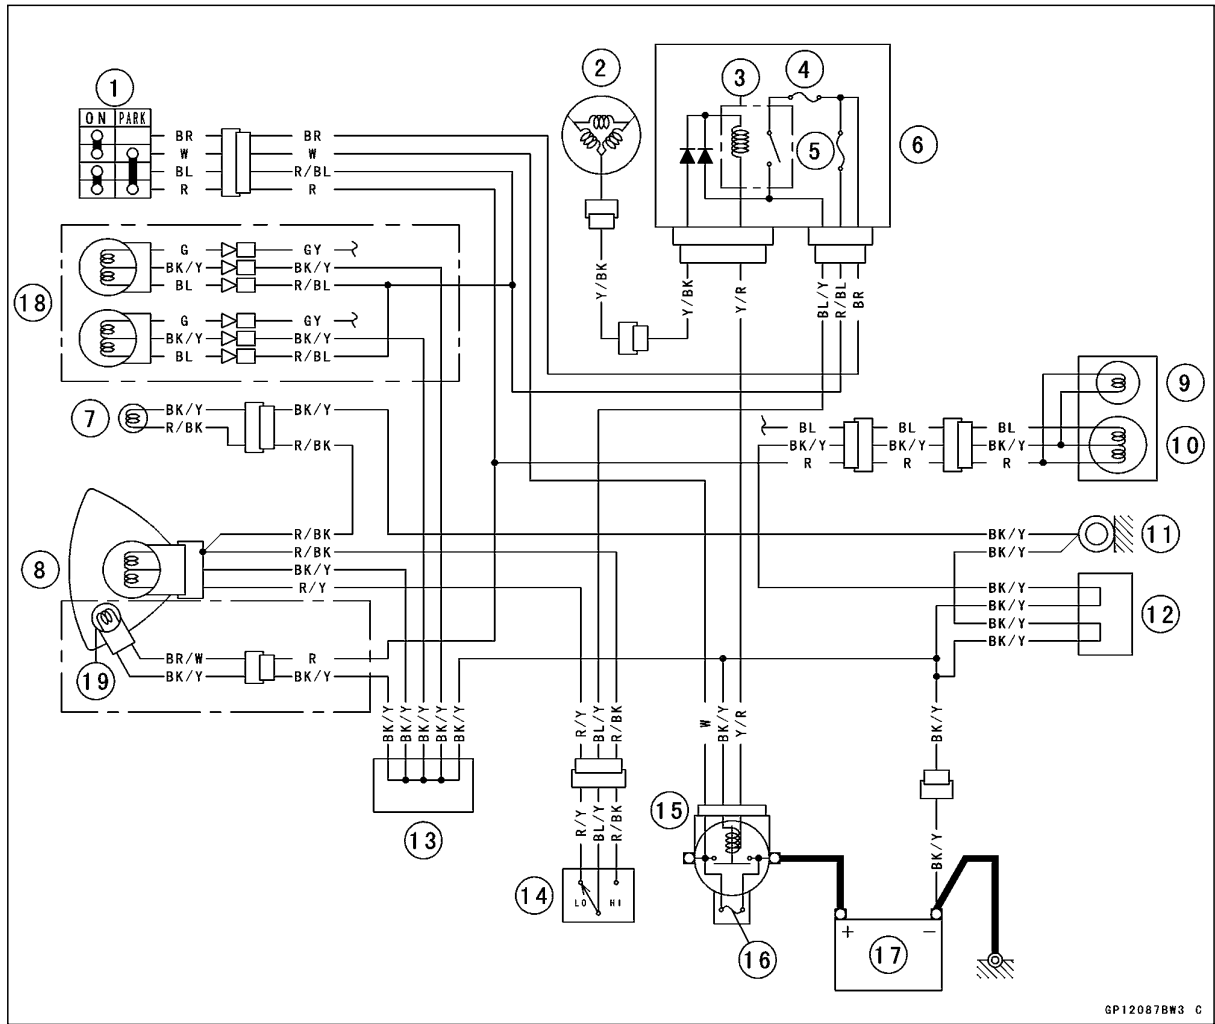 1
ON PARK
BR BR
W W
BL R/BL
R R
2
3
4
5
6
Y/BK
Y/BK
Y/R
BL/Y
R/BL
BR
18
G GY
BK/Y BK/Y
BL R/BL
G GY
BK/Y BK/Y
BL R/BL
7
BK/Y BK/Y
R/BK R/BK
9
10
BL BL BL
BK/Y BK/Y BK/Y
R R R
8
R/BK
R/BK
BK/Y
R/Y
11
BK/Y
BK/Y
12
BK/Y
BK/Y
BK/Y
BK/Y
19
BR/W R
BK/Y BK/Y
BK/Y BK/Y BK/Y BK/Y BK/Y
13
R/Y BL/Y R/BK
R/Y BL/Y R/BK
14
LO HI
W BK/Y Y/R
15
16
BK/Y
BK/Y
17
+ −
GP12087BW3 C